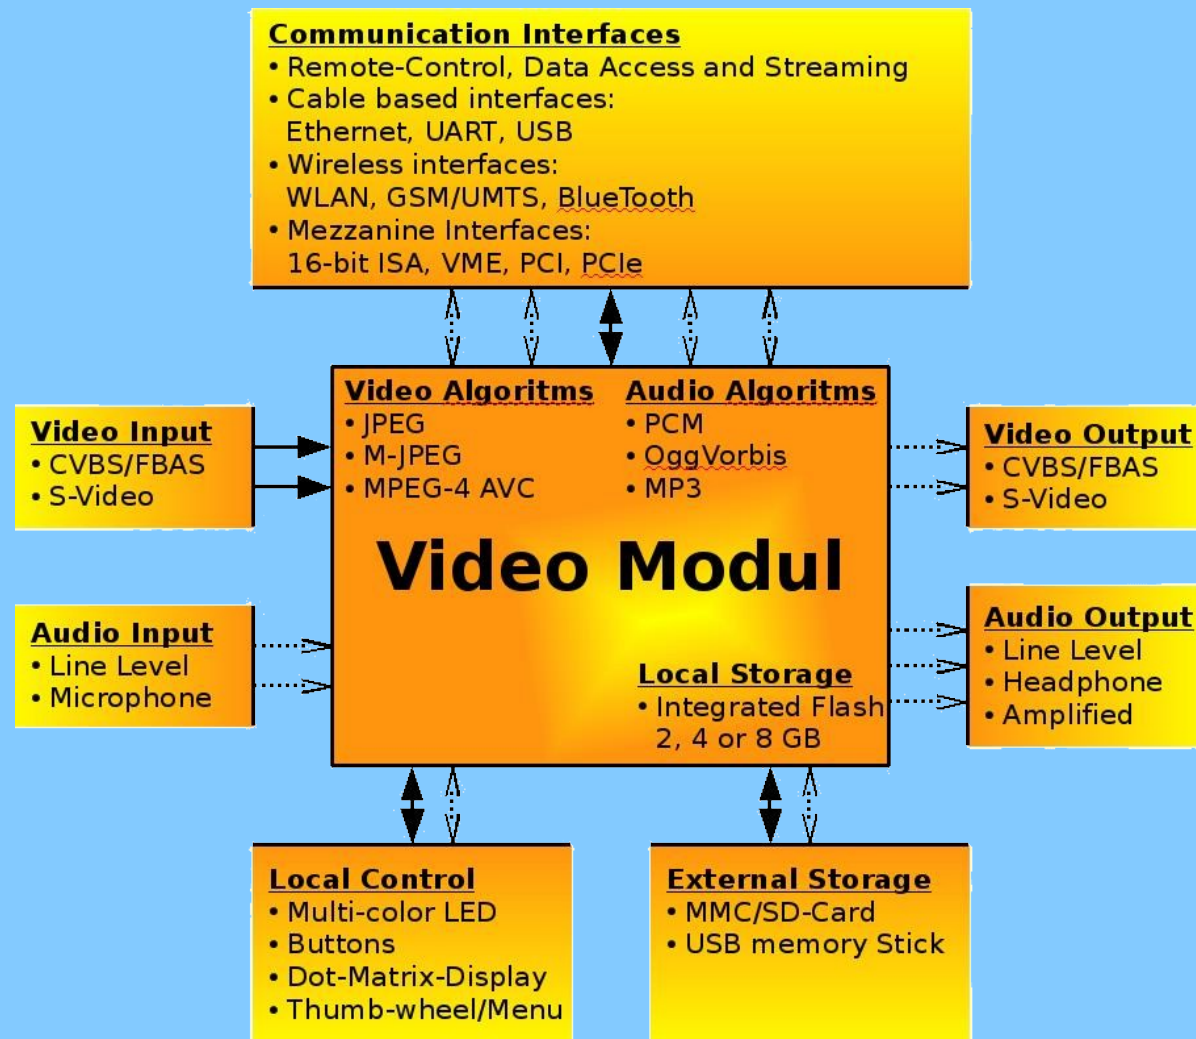 Communication Interfaces
• Remote-Control, Data Access and Streaming
• Cable based interfaces:
Ethernet, UART, USB
• Wireless interfaces:
WLAN, GSM/UMTS, BlueTooth
• Mezzanine Interfaces:
16-bit ISA, VME, PCI, PCIe
Video Input
• CVBS/FBAS
• S-Video
Audio Input
• Line Level
• Microphone
Video Algoritms
• JPEG
• M-JPEG
• MPEG-4 AVC
Audio Algoritms
• PCM
• OggVorbis
• MP3
Video Modul
Local Storage
• Integrated Flash
2, 4 or 8 GB
Video Output
• CVBS/FBAS
• S-Video
Audio Output
• Line Level
• Headphone
• Amplified
Local Control
• Multi-color LED
• Buttons
• Dot-Matrix-Display
• Thumb-wheel/Menu
External Storage
• MMC/SD-Card
• USB memory Stick